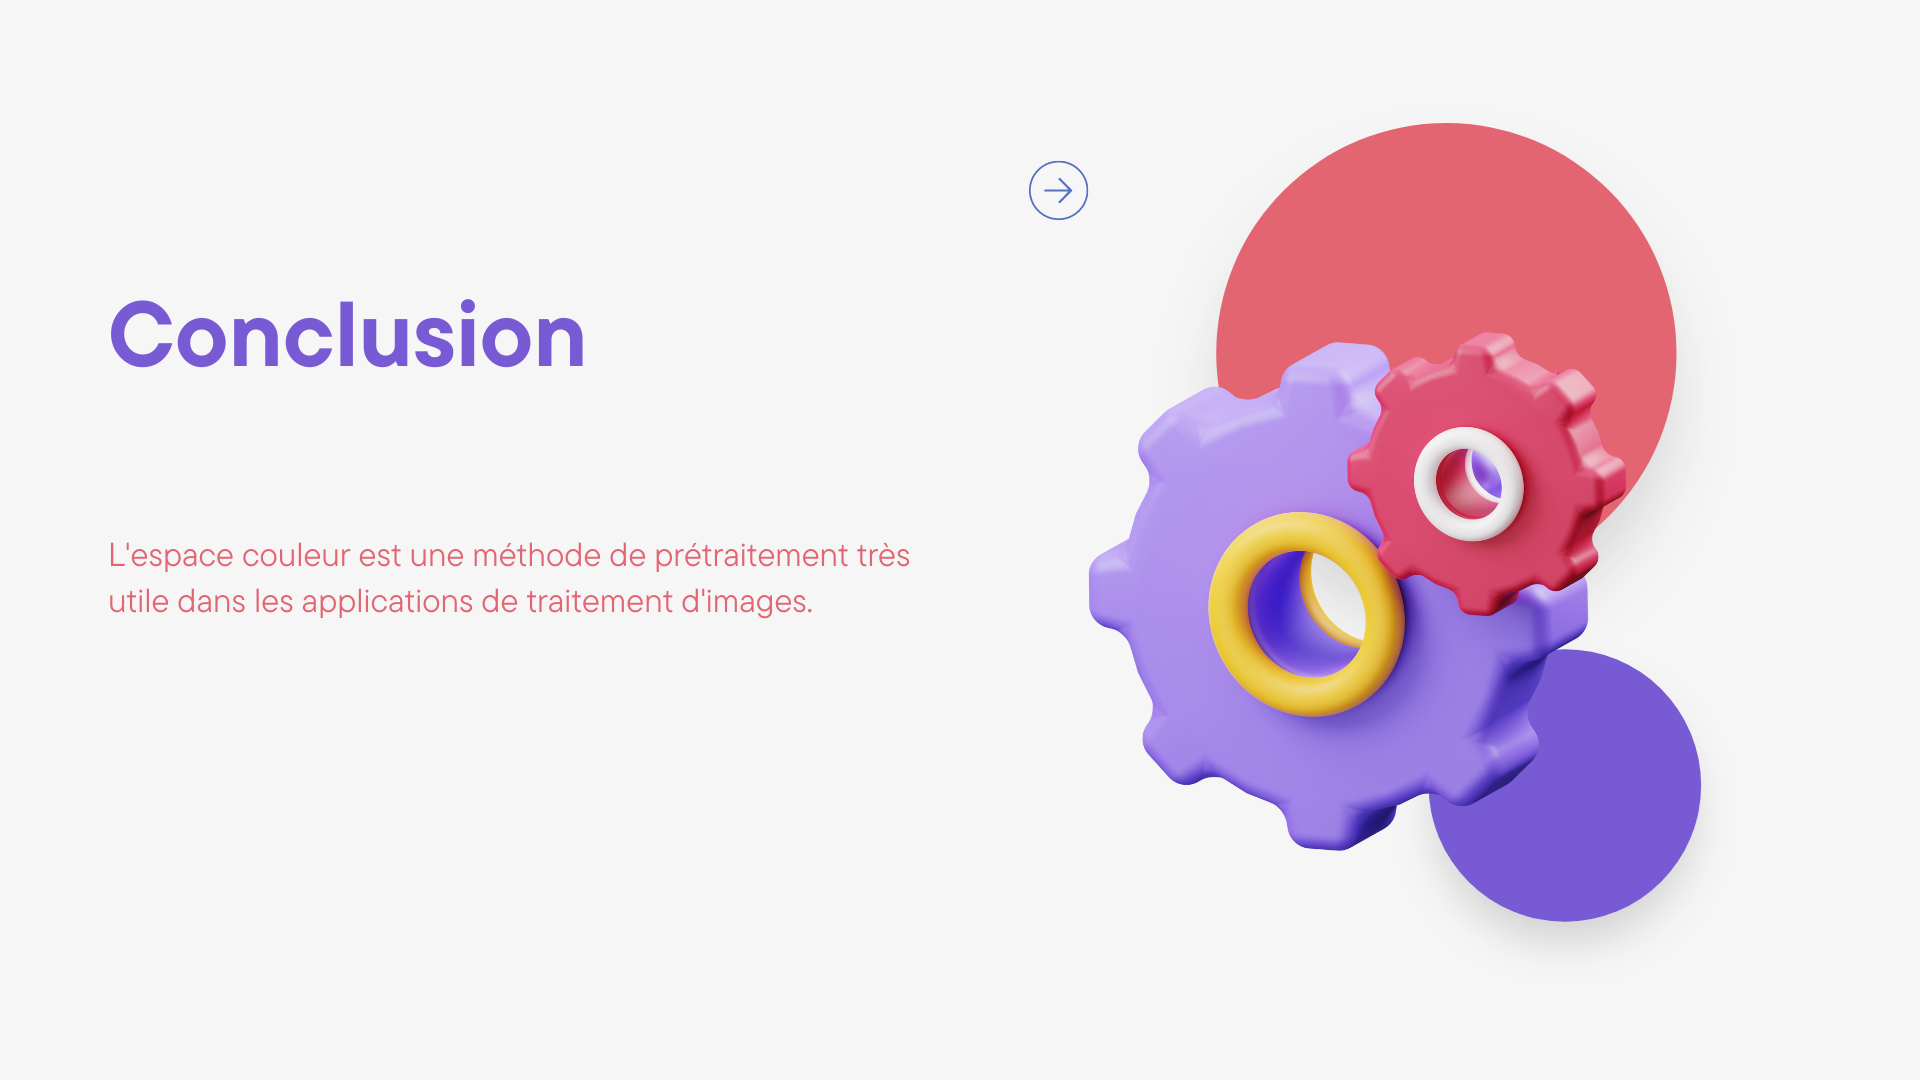 Conclusion
L'espace couleur est une méthode de prétraitement très
utile dans les applications de traitement d'images.